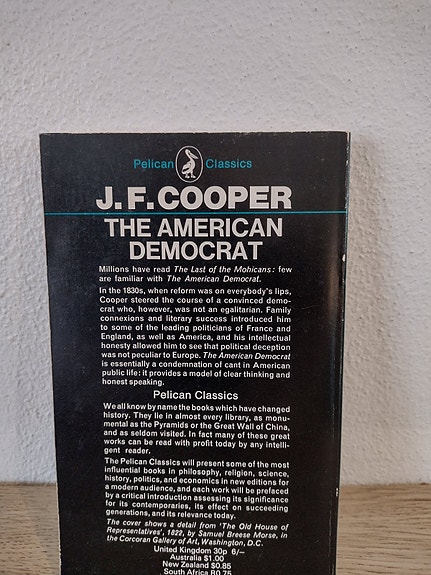 Pelican Classics
J. F. COOPER
THE AMERICAN
DEMOCRAT
Millions have read The Last of the Mohicans: few
are familiar with The American Democrat.
In the 1830s, when reform was on everybody's lips,
Cooper steered the course of a convinced demo-
crat who, however, was not an egalitarian. Family
connexions and literary success introduced him
to some of the leading politicians of France and
England, as well as America, and his intellectual
honesty allowed him to see that political deception
was not peculiar to Europe. The American Democrat
is essentially a condemnation of cant in American
public life: it provides a model of clear thinking and
honest speaking.
Pelican Classics
We all know by name the books which have changed
history. They lie in almost every library, as monu-
mental as the Pyramids or the Great Wall of China,
and as seldom visited. In fact many of these great
works can be read with profit today by any intelli-
gent reader.
The Pelican Classics will present some of the most
influential books in philosophy, religion, science,
history, politics, and economics in new editions for
a modern audience, and each work will be prefaced
by a critical introduction assessing its significance
for its contemporaries, its effect on succeeding
generations, and its relevance today.
The cover shows a detail from 'The Old House of
Representatives', 1822, by Samuel Breese Morse, in
the Corcoran Gallery of Art, Washington, D.C.
United Kingdom 30p 6/–
Australia $1.00
New Zealand $0.85
South Africa R0.75